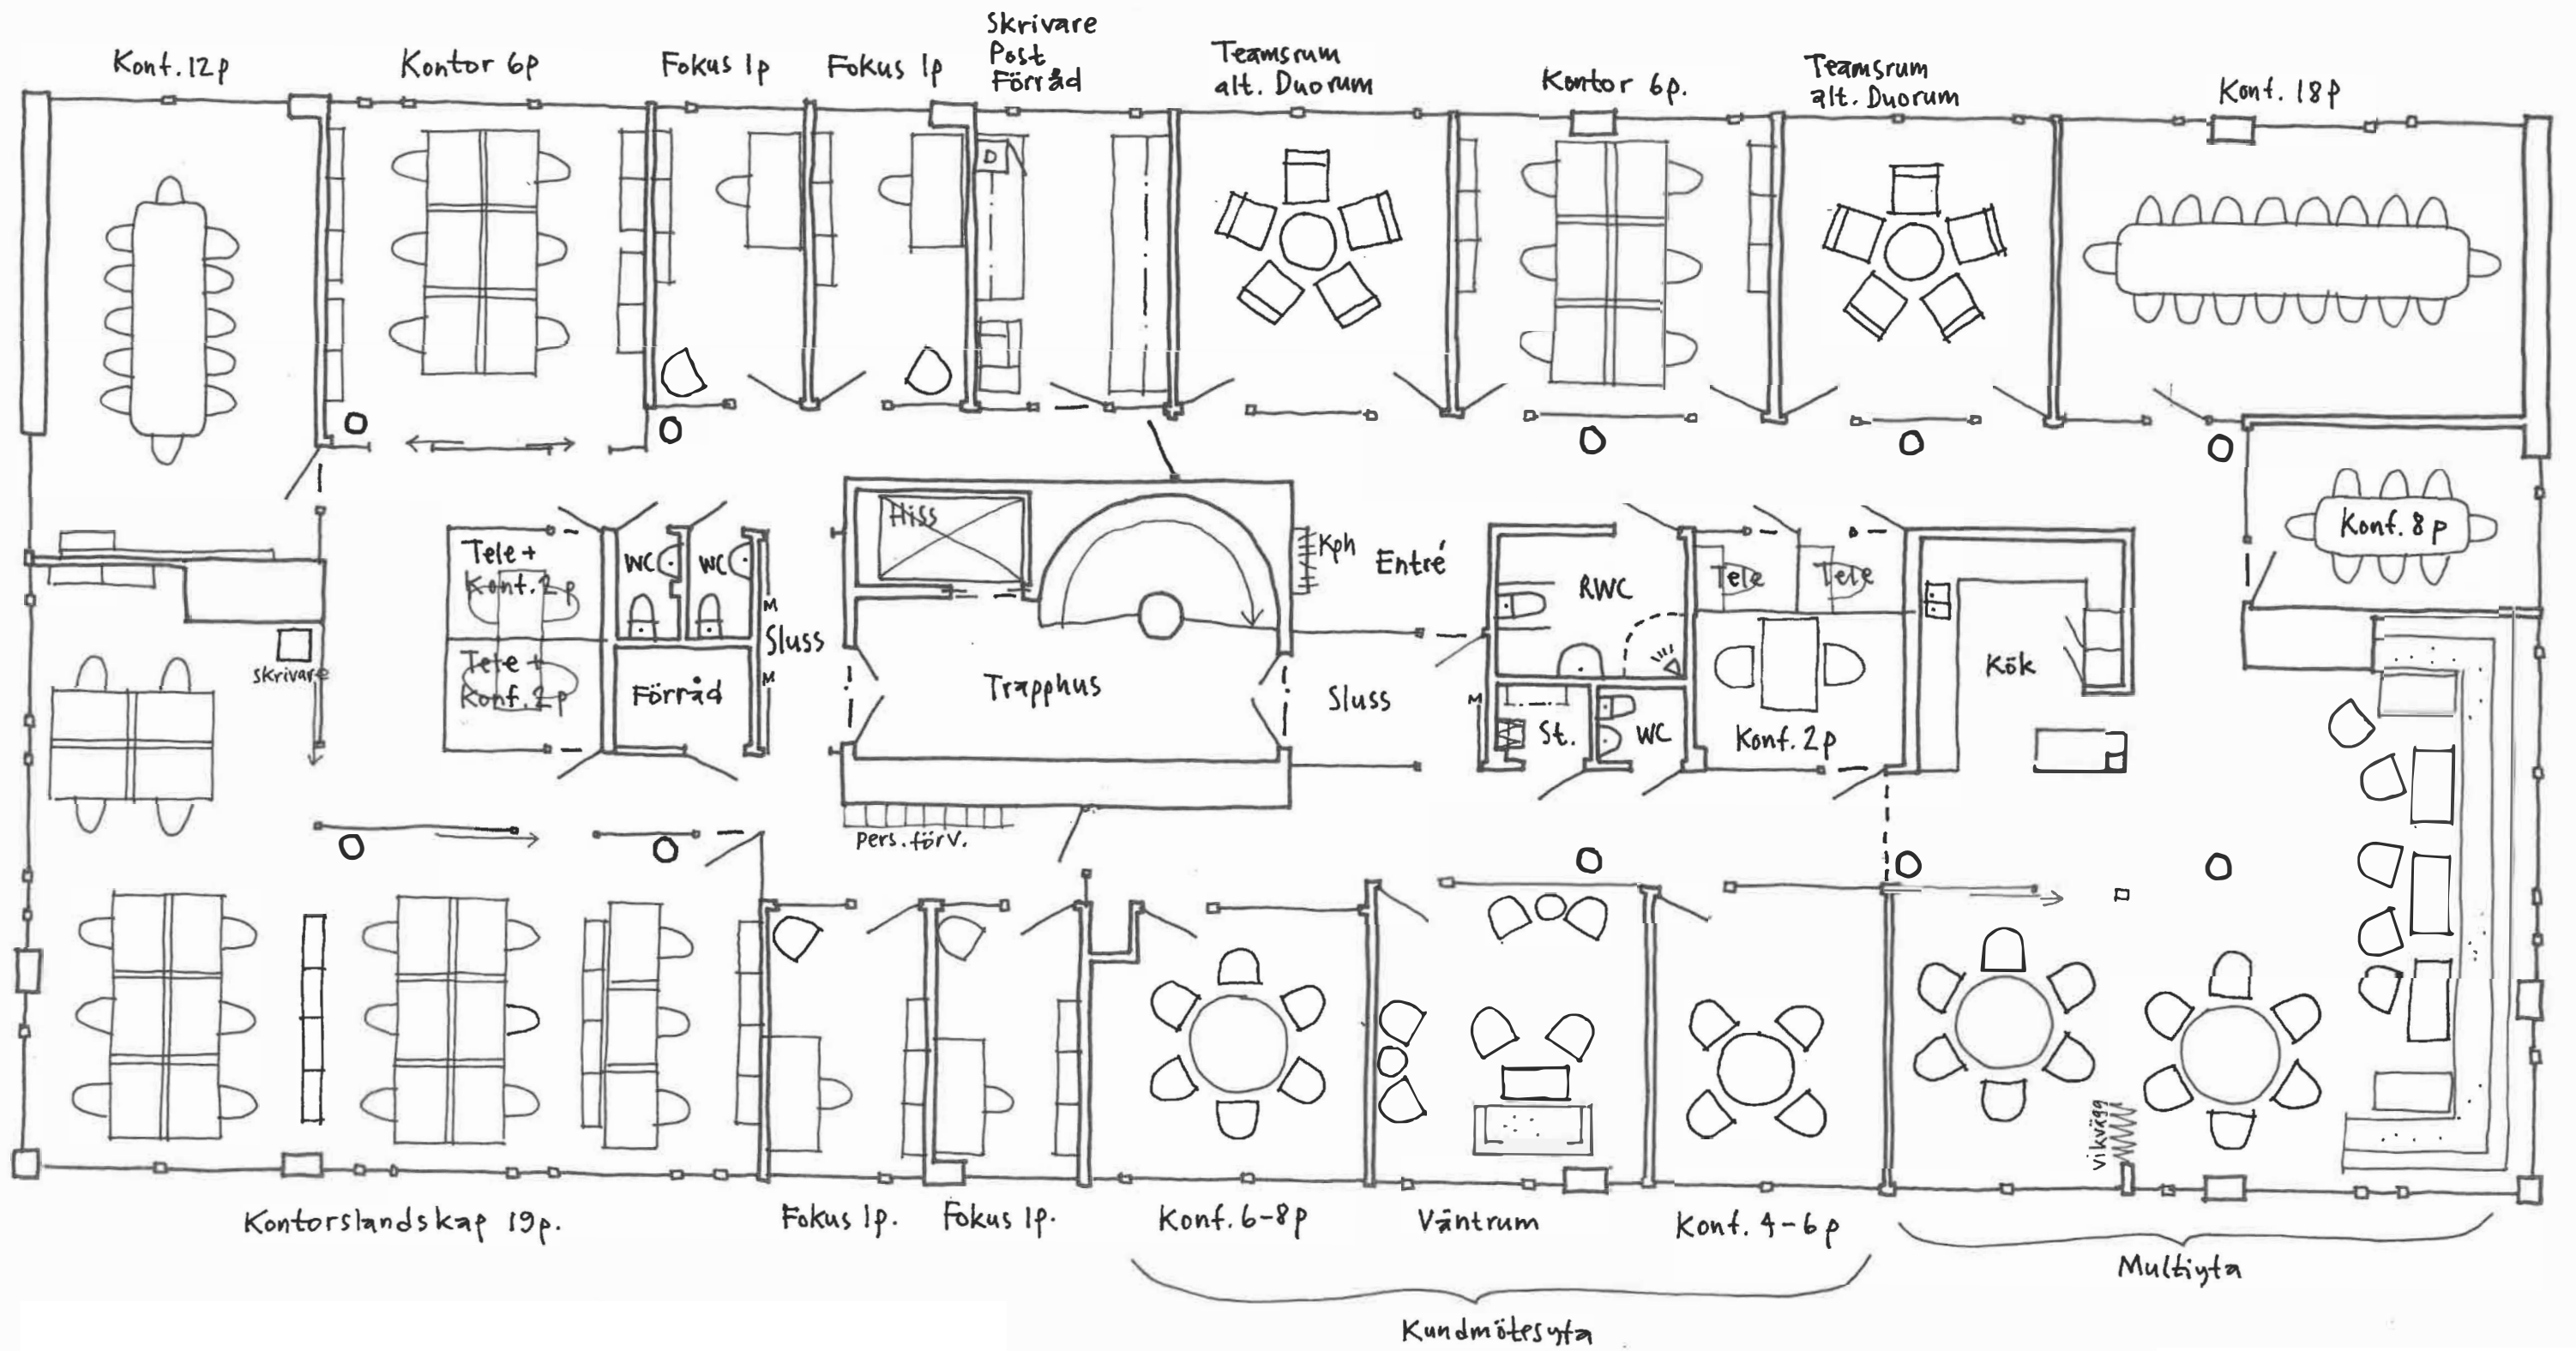 Konf. 12p
Kontor 6p
Fokus 1p
Fokus 1p
Skrivare
Post
Förråd
Teamsrum
alt. Duorum
Kontor 6p.
Teamsrum
alt. Duorum
Konf. 18p
D
Hiss
Kph
Entré
Konf. 8p
Tele +
Konf. 2p
WC
WC
M
Sluss
M
RWC
Tele
Tele
Tele +
Konf. 2p
Förråd
Skrivare
Trapphus
Sluss
M
St.
WC
Konf. 2p
Kök
Pers. förv.
Vikvägg
Kontorslandskap 19p.
Fokus 1p.
Fokus 1p.
Konf. 6-8p
Väntrum
Konf. 4-6p
Multiyta
Kundmötesyta